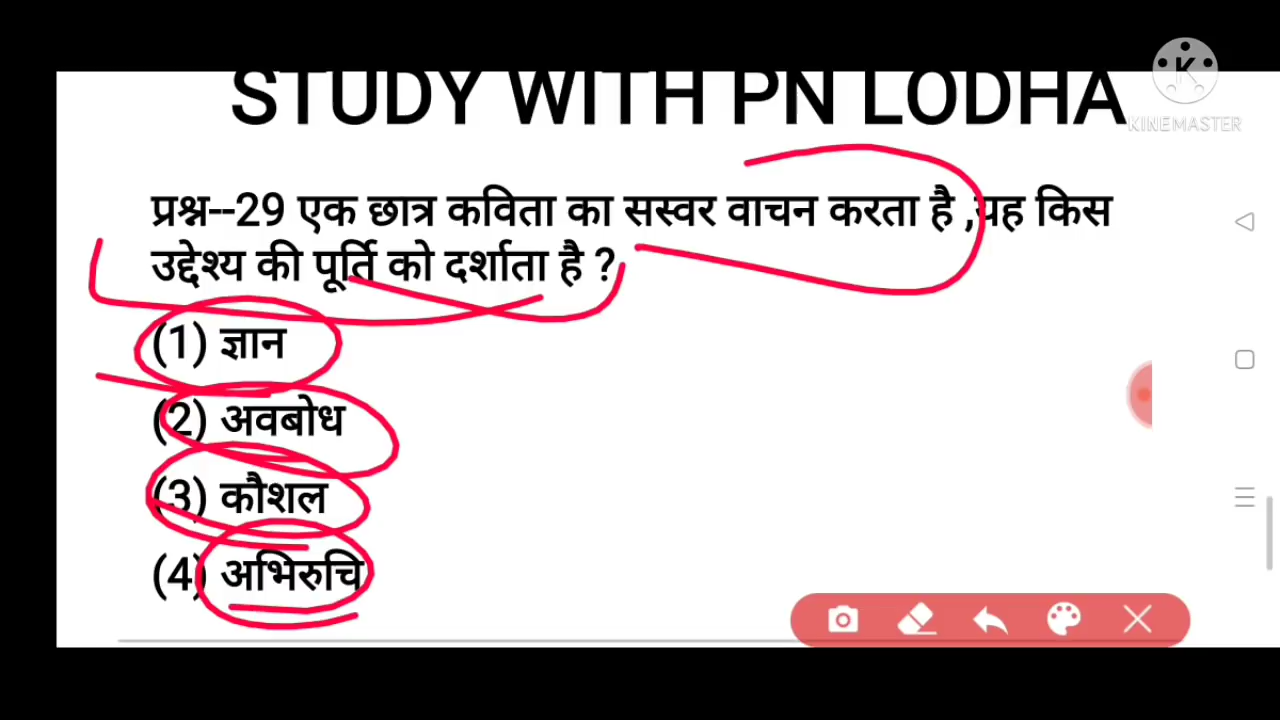 STUDY WITH PN LODHA
KINEMASTER
प्रश्न--29 एक छात्र कविता का सस्वर वाचन करता है ,यह किस
उद्देश्य की पूर्ति को दर्शाता है ?
(1) ज्ञान
(2) अवबोध
(3) कौशल
(4) अभिरुचि